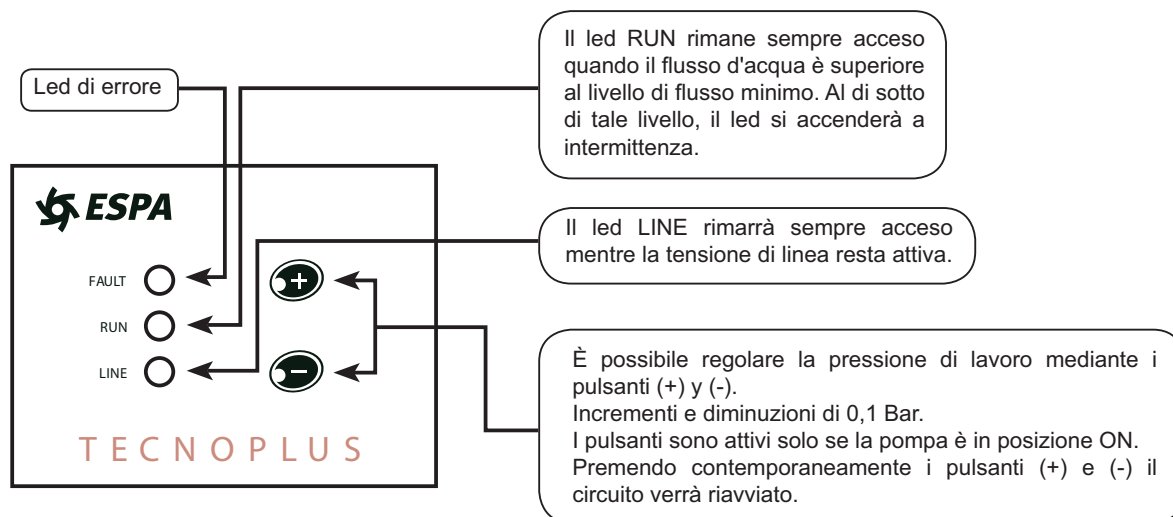 Led di errore
Il led RUN rimane sempre acceso
quando il flusso d'acqua è superiore
al livello di flusso minimo. Al di sotto
di tale livello, il led si accenderà a
intermittenza.
ESPA
Il led LINE rimarrà sempre acceso
mentre la tensione di linea resta attiva.
FAULT
+
RUN
LINE
-
È possibile regolare la pressione di lavoro mediante i
pulsanti (+) y (-).
Incrementi e diminuzioni di 0,1 Bar.
I pulsanti sono attivi solo se la pompa è in posizione ON.
Premendo contemporaneamente i pulsanti (+) e (-) il
circuito verrà riavviato.
TECNOPLUS